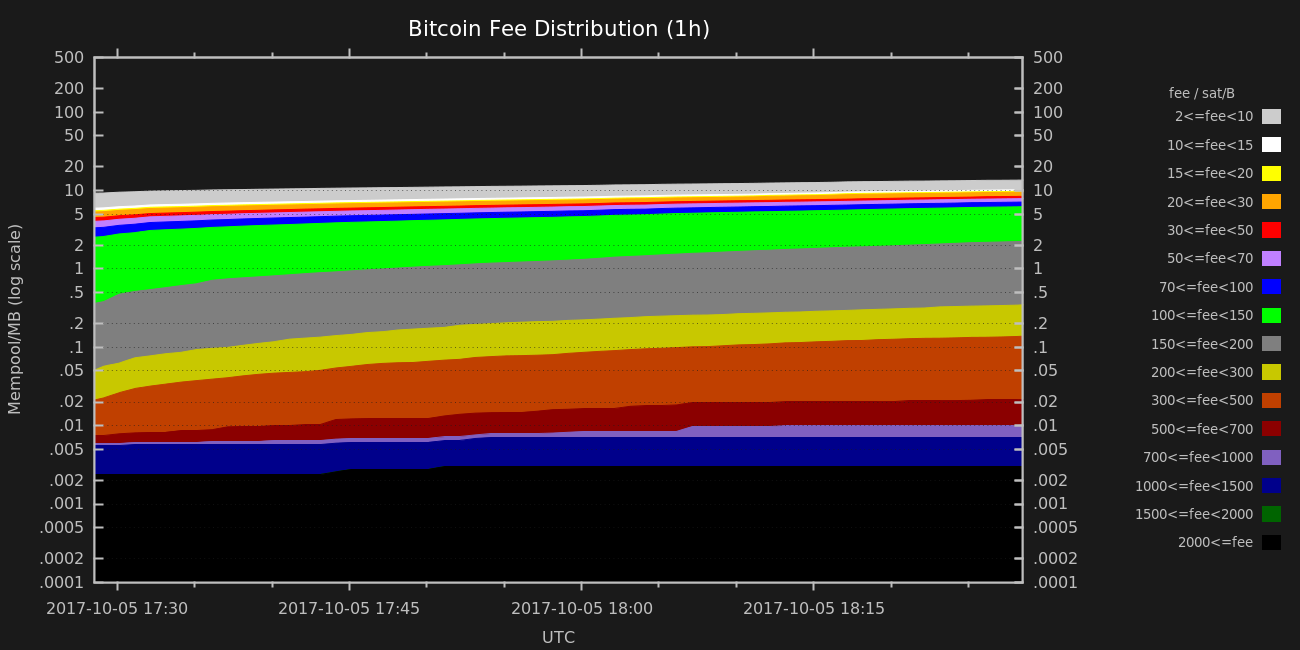 Bitcoin Fee Distribution (1h)
500
200
100
50
20
10
5
2
1
.5
.2
.1
.05
.02
.01
.005
.002
.001
.0005
.0002
.0001
Mempool/MB (log scale)
500
200
100
50
20
10
5
2
1
.5
.2
.1
.05
.02
.01
.005
.002
.001
.0005
.0002
.0001
2017-10-05 17:30 2017-10-05 17:45 2017-10-05 18:00 2017-10-05 18:15
UTC
fee / sat/B
2<=fee<10
10<=fee<15
15<=fee<20
20<=fee<30
30<=fee<50
50<=fee<70
70<=fee<100
100<=fee<150
150<=fee<200
200<=fee<300
300<=fee<500
500<=fee<700
700<=fee<1000
1000<=fee<1500
1500<=fee<2000
2000<=fee